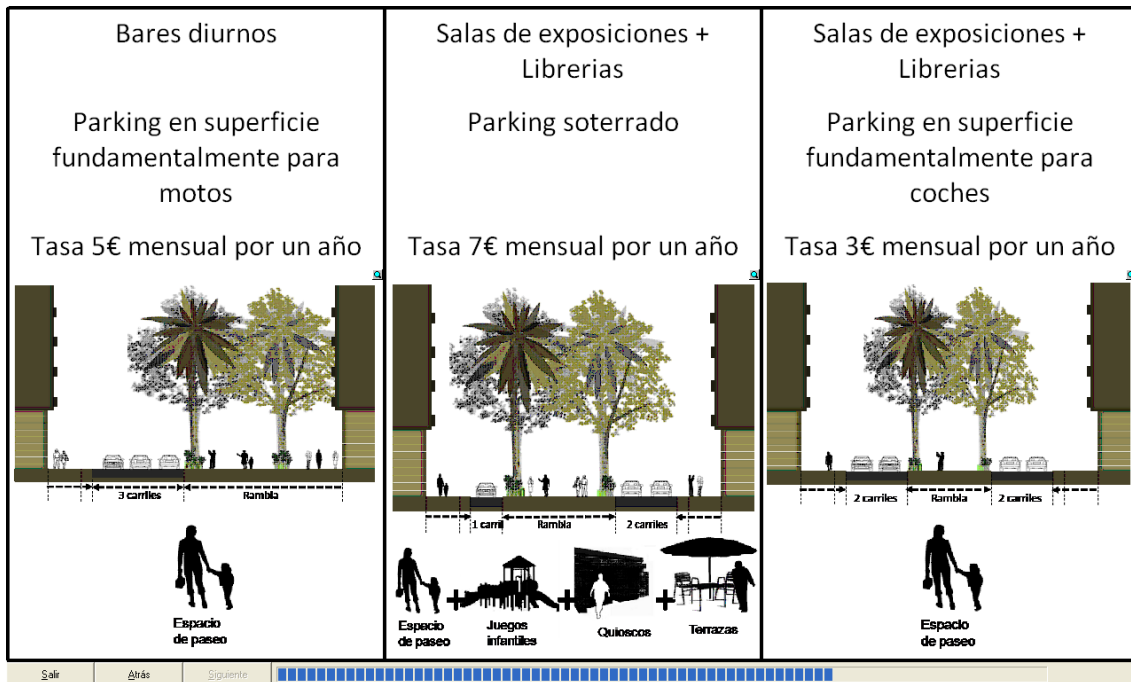 Bares diurnos
Parking en superficie
fundamentalmente para
motos
Tasa 5€ mensual por un año
3 carriles
Rambla
Espacio
de paseo
Salas de exposiciones +
Librerias
Parking soterrado
Tasa 7€ mensual por un año
1 carril
Rambla
2 carriles
Espacio
de paseo
+
Juegos
infantiles
+
Quioscos
+
Terrazas
Salas de exposiciones +
Librerias
Parking en superficie
fundamentalmente para
coches
Tasa 3€ mensual por un año
2 carriles
Rambla
2 carriles
Espacio
de paseo
Salir
Atrás
Siguiente